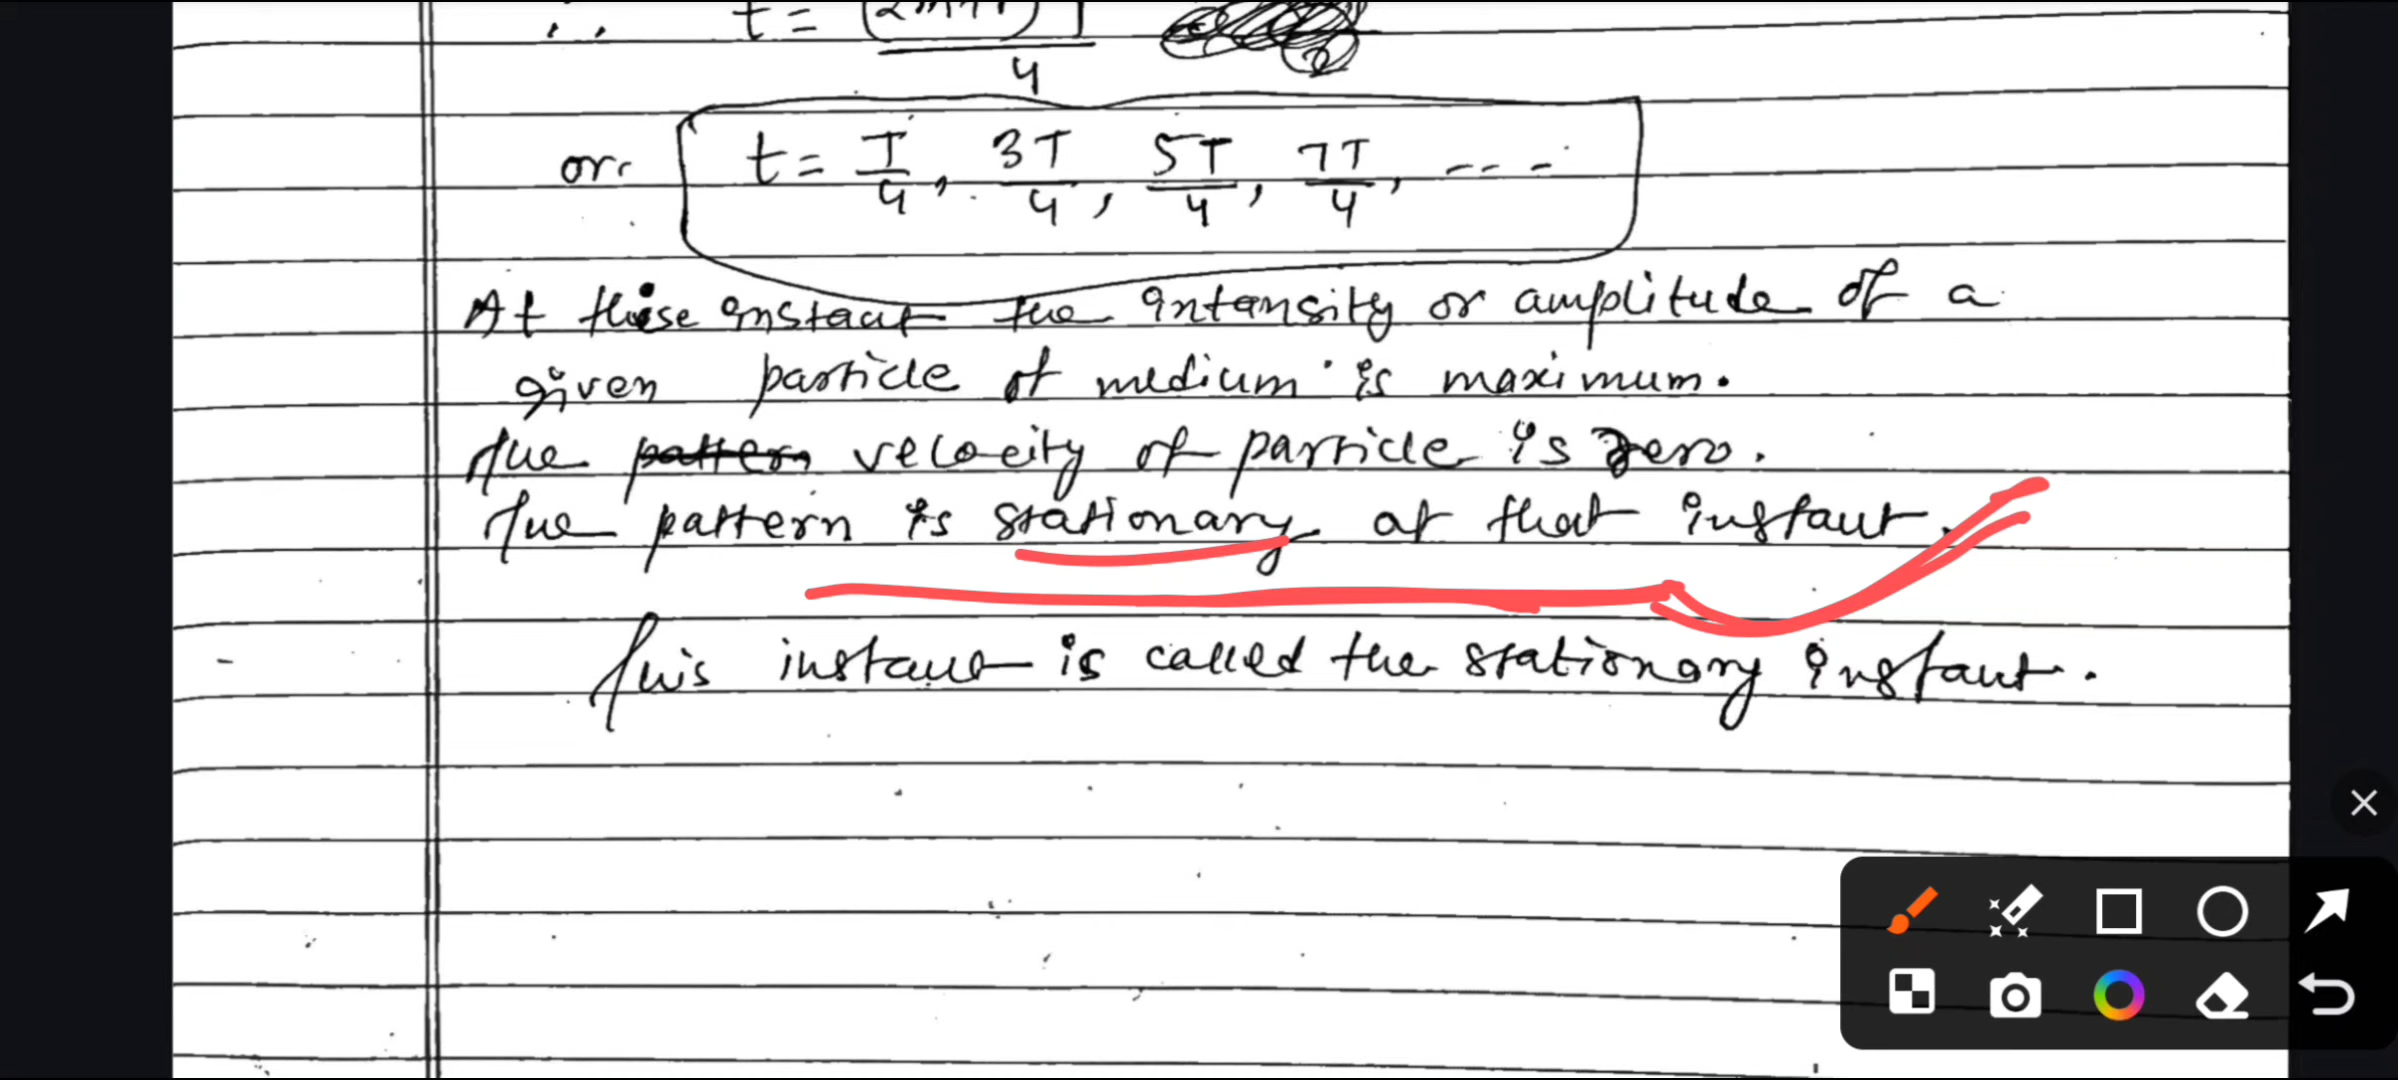 ∴ t = (2m+1)T
4
or t = T/4, 3T/4, 5T/4, 7T/4, ----
At these instant the intensity or amplitude of a
given particle of medium is maximum.
The pattern velocity of particle is zero.
The pattern is stationary at that instant.
This instant is called the stationary instant.